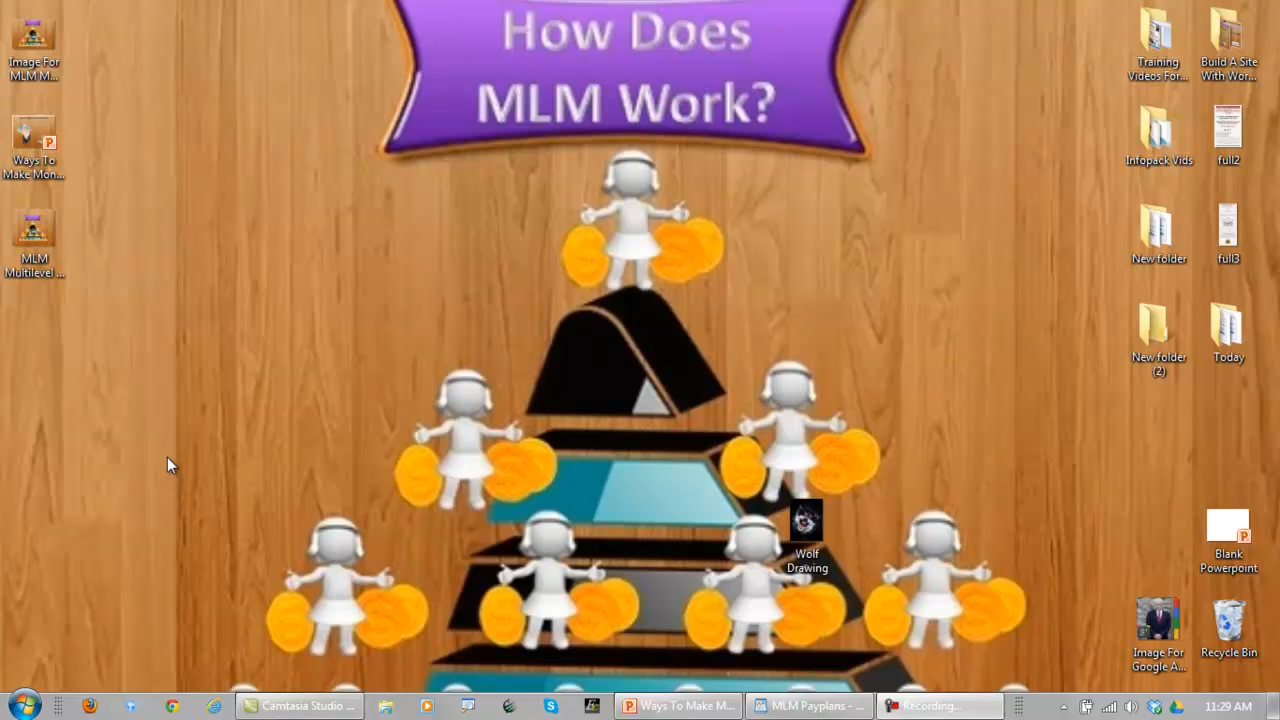 How Does
MLM Work?
Image For
MLM M...
Ways To
Make Mon...
MLM
Multilevel ...
Training
Videos For...
Build A Site
With Wor...
Infopack Vids
full2
New folder
full3
New folder
(2)
Today
Wolf
Drawing
Blank
Powerpoint
Image For
Google A...
Recycle Bin
Camtasia Studio ...
Ways To Make M...
MLM Payplans - ...
Recording...
11:29 AM